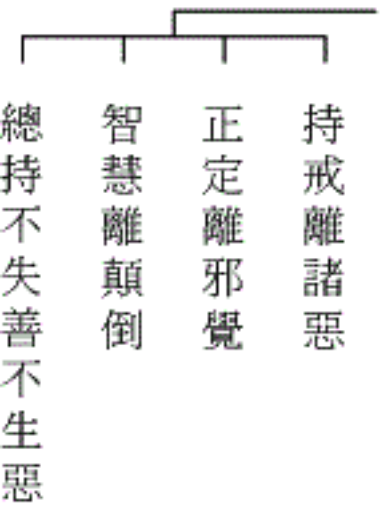 持戒離諸惡
正定離邪覺
智慧離顛倒
總持不失善不生惡